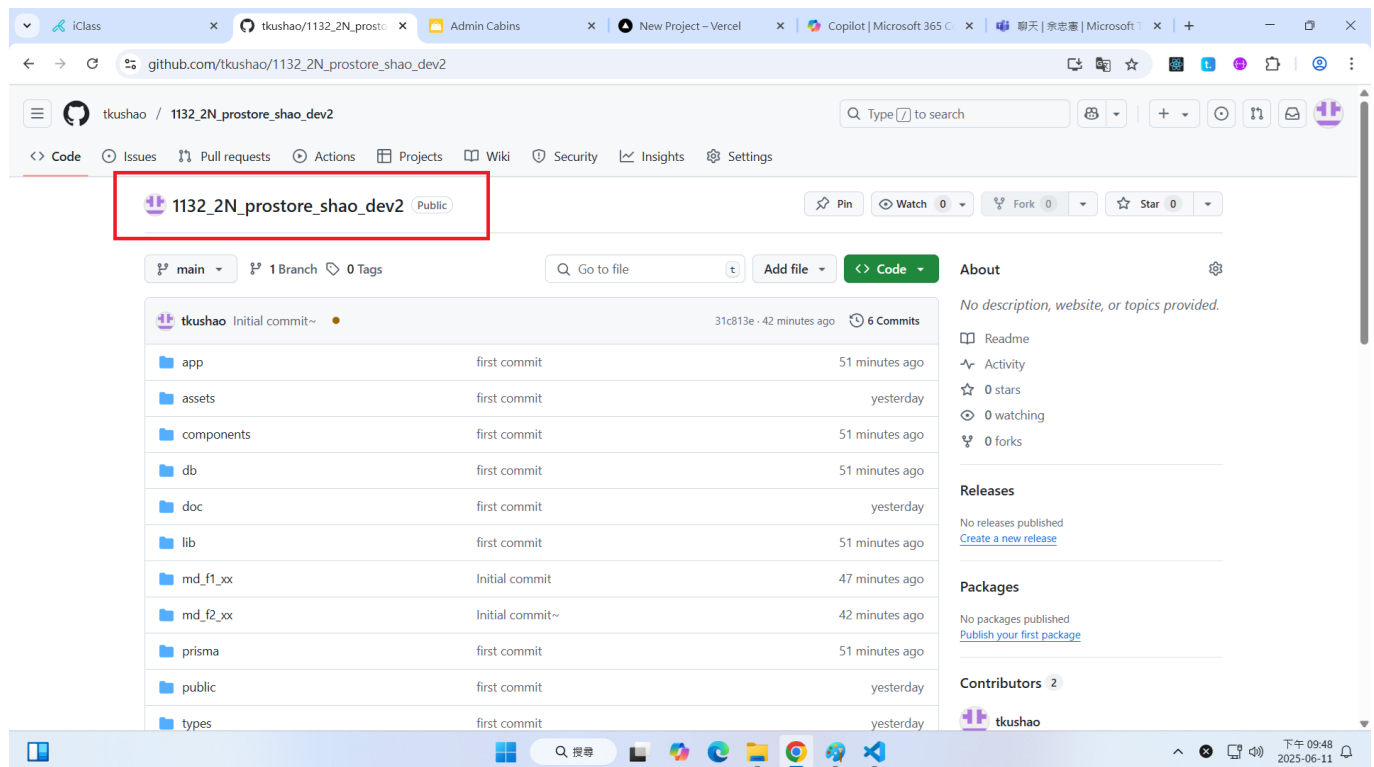 iClass
tkushao/1132_2N_prosto
Admin Cabins
New Project – Vercel
Copilot | Microsoft 365 C
聊天 | 余忠憲 | Microsoft T
github.com/tkushao/1132_2N_prostore_shao_dev2
tkushao / 1132_2N_prostore_shao_dev2
Type / to search
Code Issues Pull requests Actions Projects Wiki Security Insights Settings
1132_2N_prostore_shao_dev2 Public
Pin Watch 0 Fork 0 Star 0
main 1 Branch 0 Tags
Go to file t Add file Code
tkushao Initial commit~ 31c813e · 42 minutes ago 6 Commits
app first commit 51 minutes ago
assets first commit yesterday
components first commit 51 minutes ago
db first commit 51 minutes ago
doc first commit yesterday
lib first commit 51 minutes ago
md_f1_xx Initial commit 47 minutes ago
md_f2_xx Initial commit~ 42 minutes ago
prisma first commit 51 minutes ago
public first commit yesterday
types first commit yesterday
About
No description, website, or topics provided.
Readme
Activity
0 stars
0 watching
0 forks
Releases
No releases published
Create a new release
Packages
No packages published
Publish your first package
Contributors 2
tkushao
搜尋
下午 09:48
2025-06-11